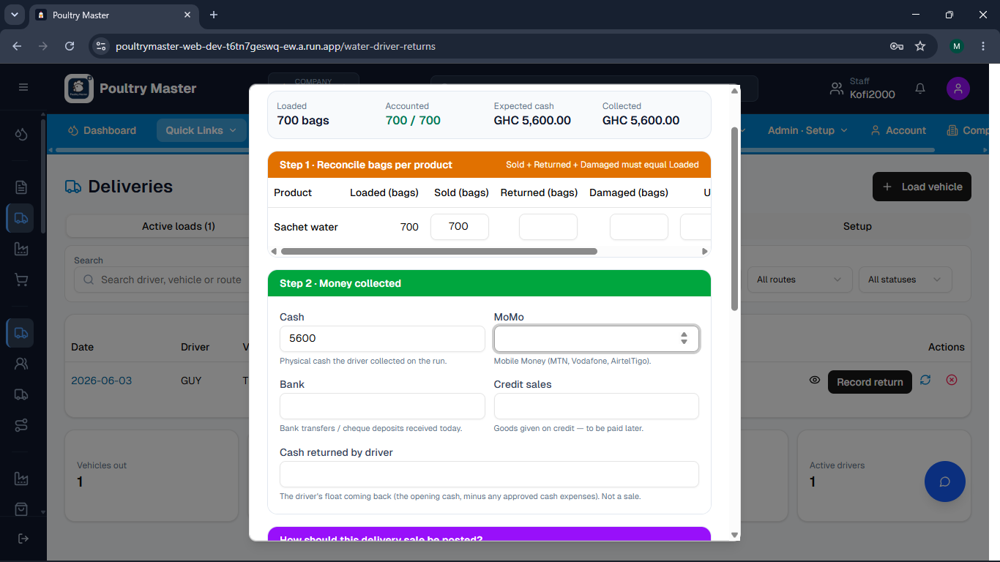 Poultry Master
poultrymaster-web-dev-t6tn7geswq-ew.a.run.app/water-driver-returns
M
Poultry Master
COMPANY
Staff
Kofi2000
Dashboard
Quick Links
Admin · Setup
Account
Comp
Deliveries
Load vehicle
Active loads (1)
Setup
Search
Search driver, vehicle or route
All routes
All statuses
Date
Driver
V
Actions
2026-06-03
GUY
T
Record return
Vehicles out
1
Active drivers
1
Loaded
Accounted
Expected cash
Collected
700 bags
700 / 700
GHC 5,600.00
GHC 5,600.00
Step 1 · Reconcile bags per product
Sold + Returned + Damaged must equal Loaded
Product
Loaded (bags)
Sold (bags)
Returned (bags)
Damaged (bags)
U
Sachet water
700
700
Step 2 · Money collected
Cash
MoMo
5600
Physical cash the driver collected on the run.
Mobile Money (MTN, Vodafone, AirtelTigo).
Bank
Credit sales
Bank transfers / cheque deposits received today.
Goods given on credit — to be paid later.
Cash returned by driver
The driver's float coming back (the opening cash, minus any approved cash expenses). Not a sale.
How should this delivery sale be posted?